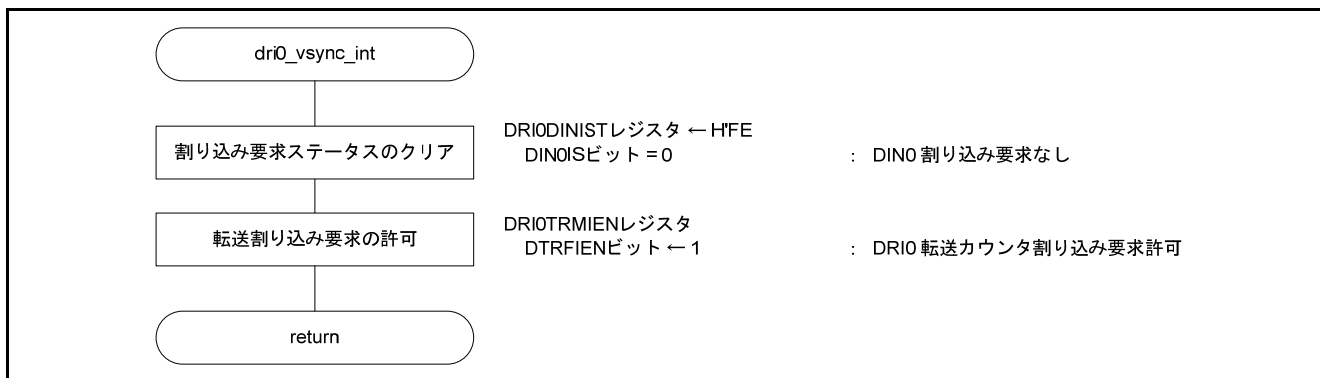 dri0_vsync_int
割り込み要求ステータスのクリア
DRI0DINISTレジスタ ← H'FE
DIN0ISビット = 0 : DIN0 割り込み要求なし
転送割り込み要求の許可
DRI0TRMIENレジスタ
DTRFIENビット ← 1 : DRI0 転送カウンタ割り込み要求許可
return